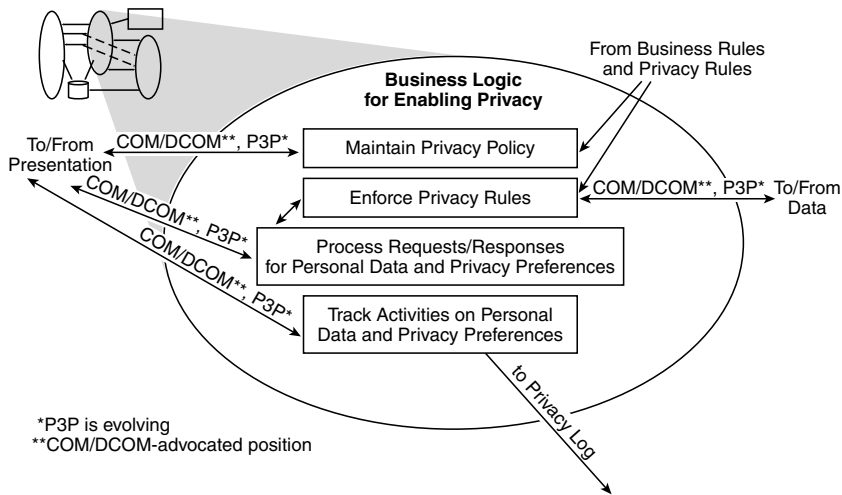 From Business Rules
and Privacy Rules
Business Logic
for Enabling Privacy
To/From
Presentation
COM/DCOM**, P3P*
Maintain Privacy Policy
Enforce Privacy Rules
COM/DCOM**, P3P*
To/From
Data
COM/DCOM**, P3P*
Process Requests/Responses
for Personal Data and Privacy Preferences
COM/DCOM**, P3P*
Track Activities on Personal
Data and Privacy Preferences
to Privacy Log
*P3P is evolving
**COM/DCOM-advocated position